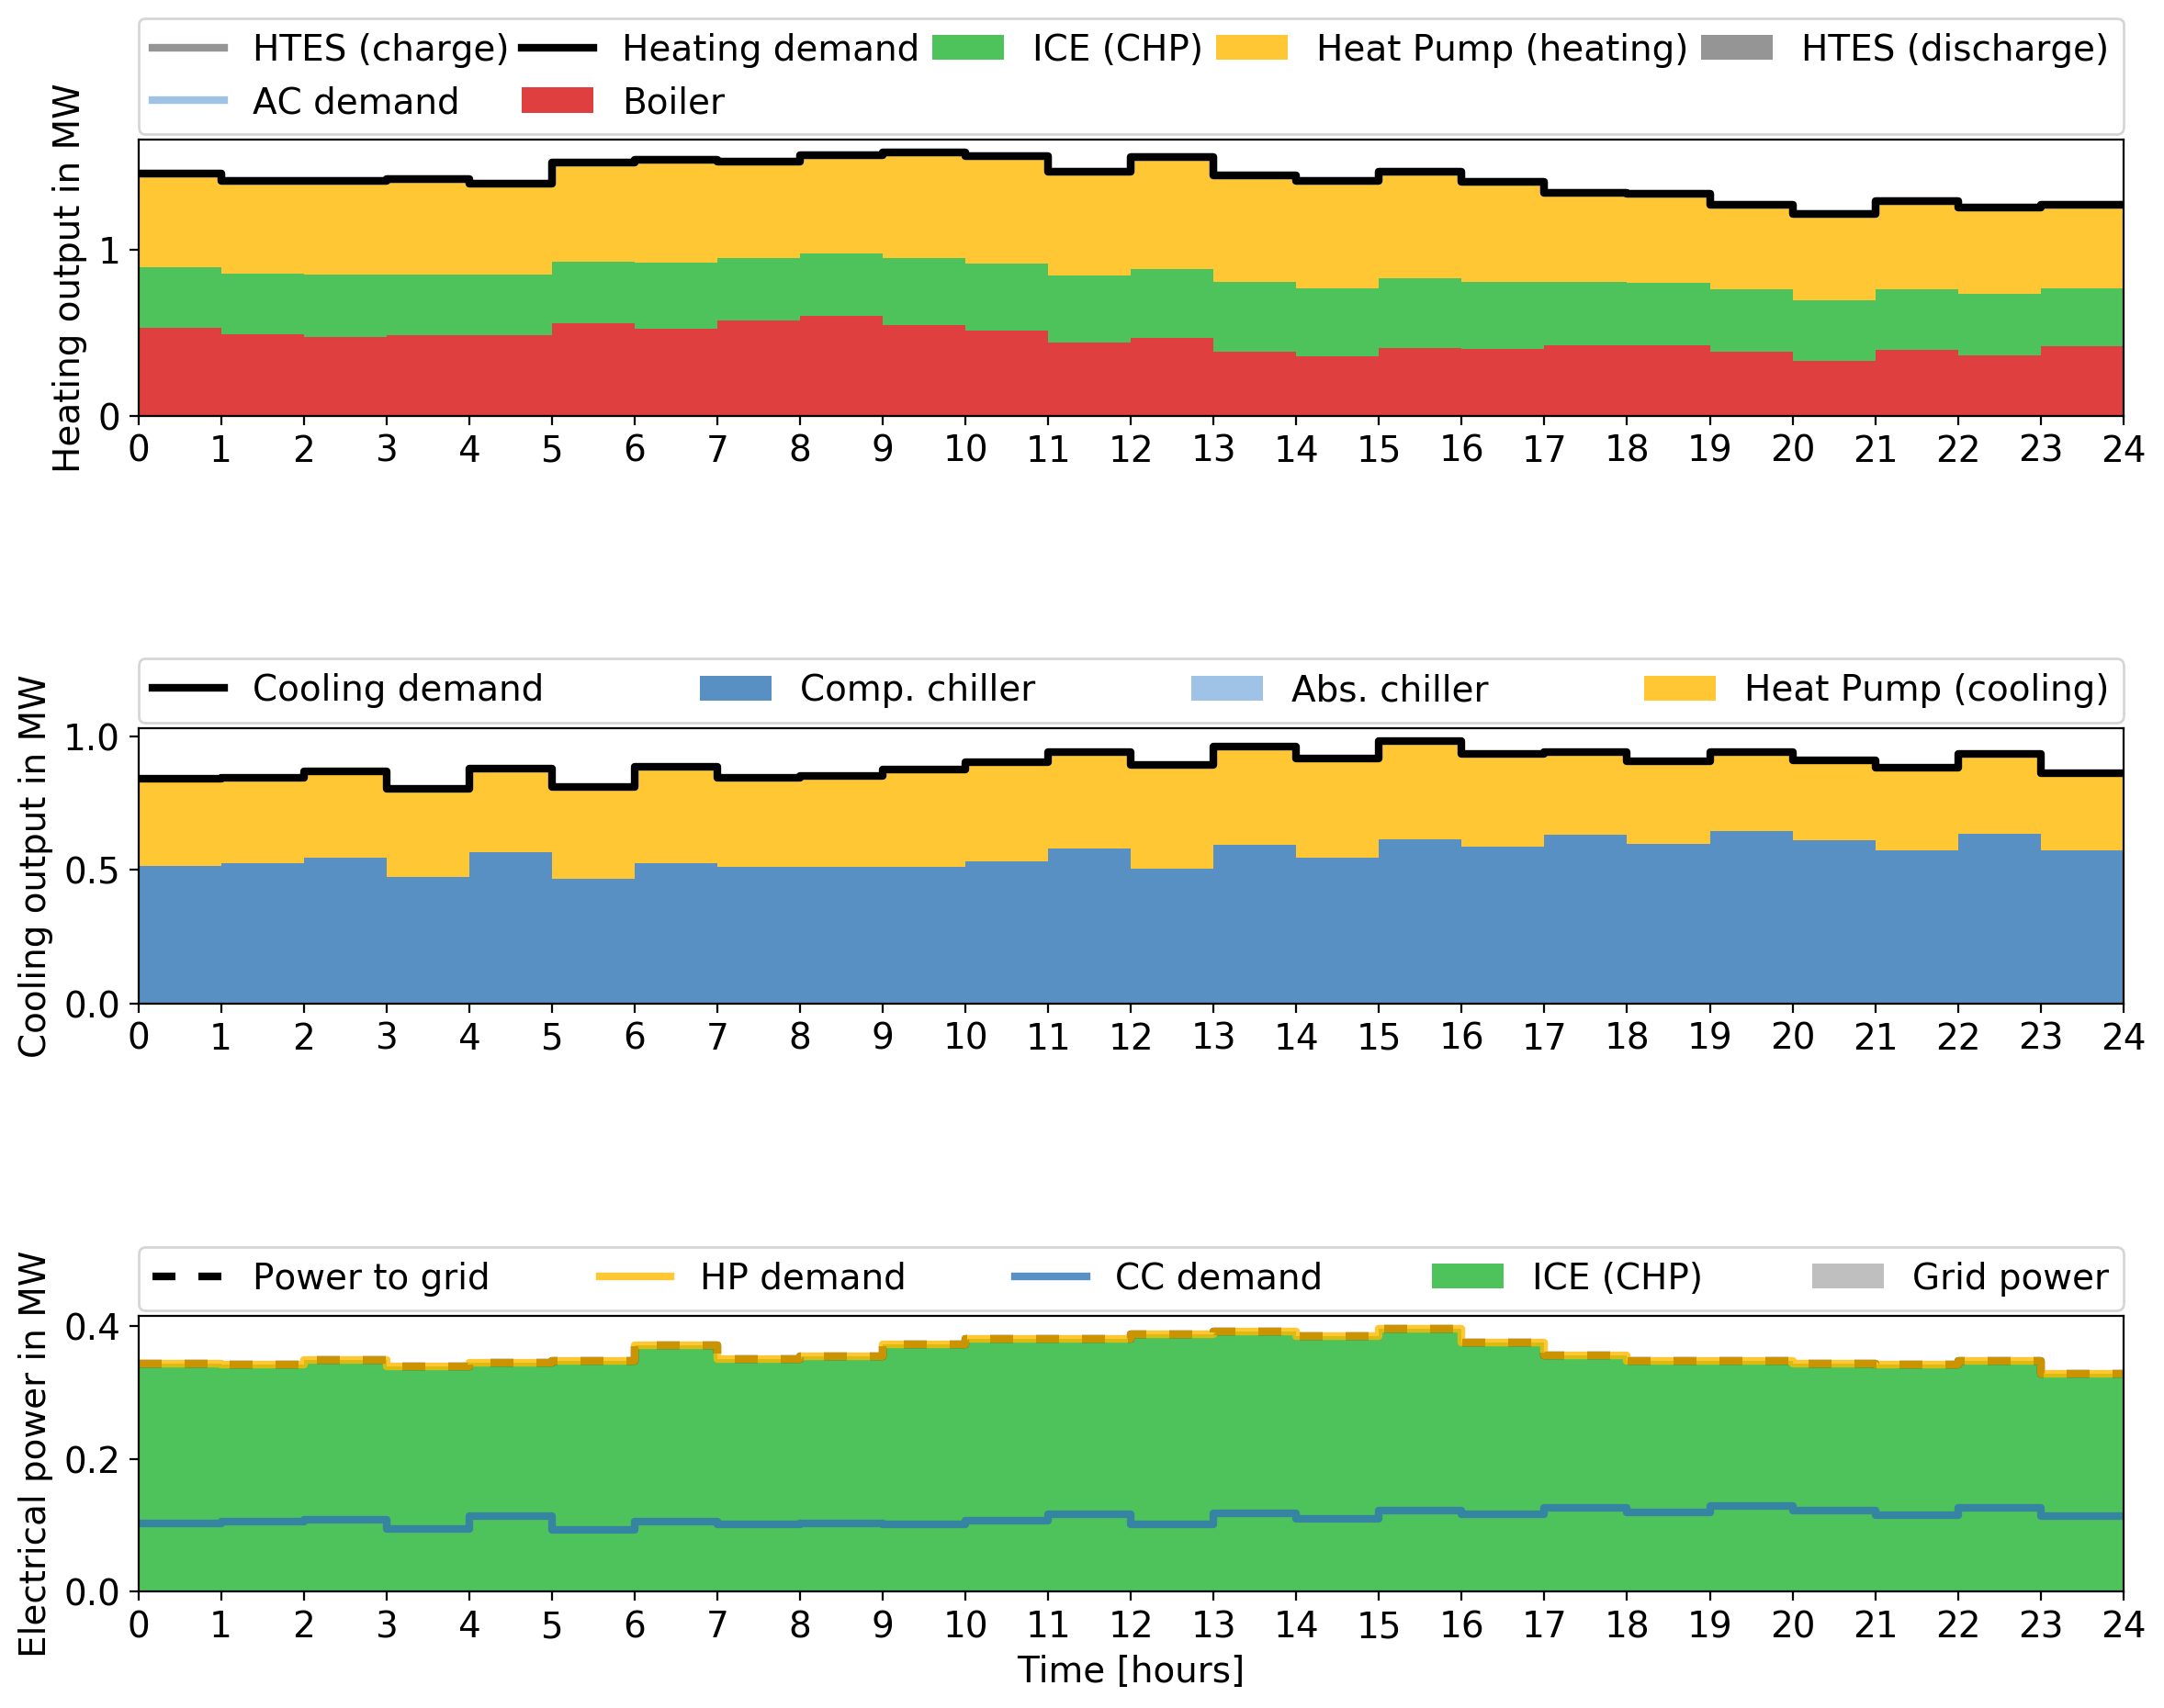 HTES (charge) Heating demand ICE (CHP) Heat Pump (heating) HTES (discharge)
AC demand Boiler
Heating output in MW
1
0
0 1 2 3 4 5 6 7 8 9 10 11 12 13 14 15 16 17 18 19 20 21 22 23 24
Cooling demand Comp. chiller Abs. chiller Heat Pump (cooling)
Cooling output in MW
1.0
0.5
0.0
0 1 2 3 4 5 6 7 8 9 10 11 12 13 14 15 16 17 18 19 20 21 22 23 24
Power to grid HP demand CC demand ICE (CHP) Grid power
Electrical power in MW
0.4
0.2
0.0
0 1 2 3 4 5 6 7 8 9 10 11 12 13 14 15 16 17 18 19 20 21 22 23 24
Time [hours]